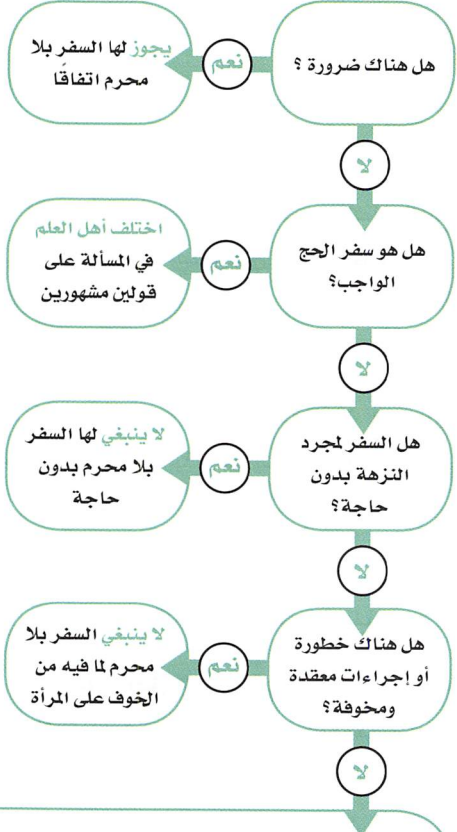 هل هناك ضرورة ؟
نعم
يجوز لها السفر بلا
محرم اتفاقًا
لا
هل هو سفر الحج
الواجب؟
نعم
اختلف أهل العلم
في المسألة على
قولين مشهورين
لا
هل السفر لمجرد
النزهة بدون
حاجة؟
نعم
لا ينبغي لها السفر
بلا محرم بدون
حاجة
لا
هل هناك خطورة
أو إجراءات معقدة
ومخوفة؟
نعم
لا ينبغي السفر بلا
محرم لما فيه من
الخوف على المرأة
لا